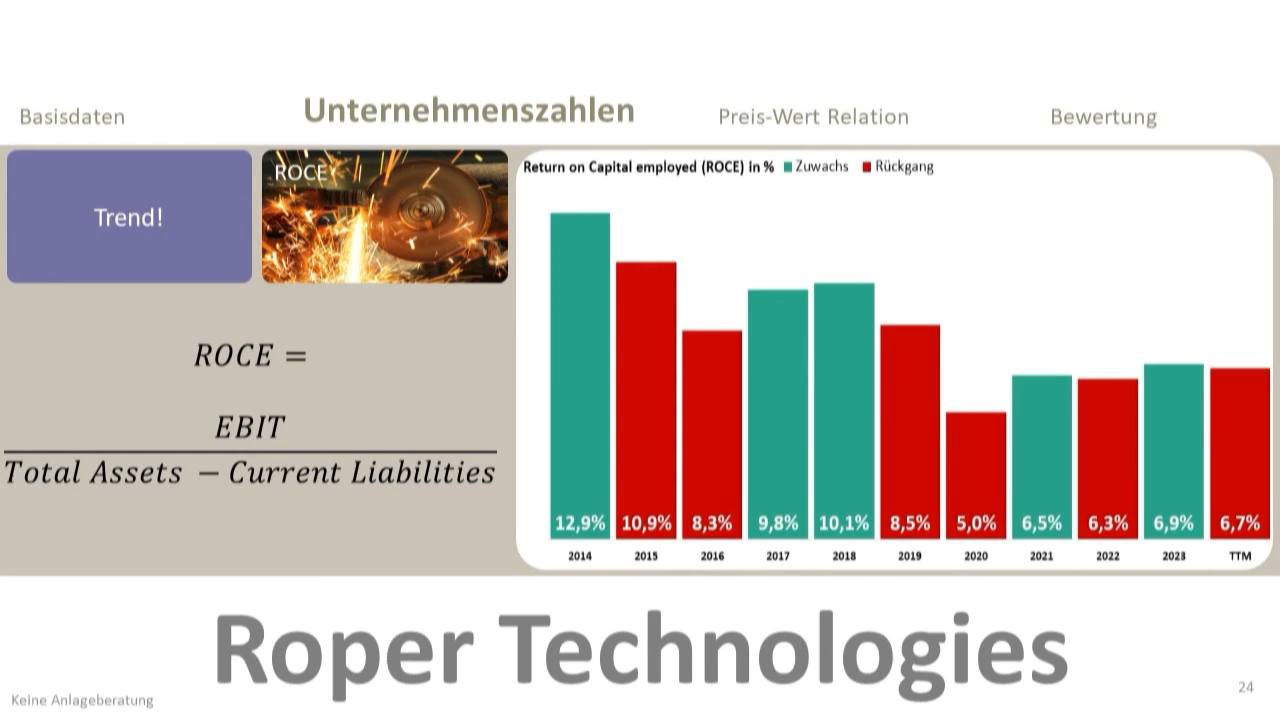 Basisdaten
Unternehmenszahlen
Preis-Wert Relation
Bewertung
Trend!
ROCE
ROCE =
EBIT
Total Assets − Current Liabilities
Return on Capital employed (ROCE) in % Zuwachs Rückgang
12,9% 10,9% 8,3% 9,8% 10,1% 8,5% 5,0% 6,5% 6,3% 6,9% 6,7%
2014 2015 2016 2017 2018 2019 2020 2021 2022 2023 TTM
Roper Technologies
Keine Anlageberatung
24